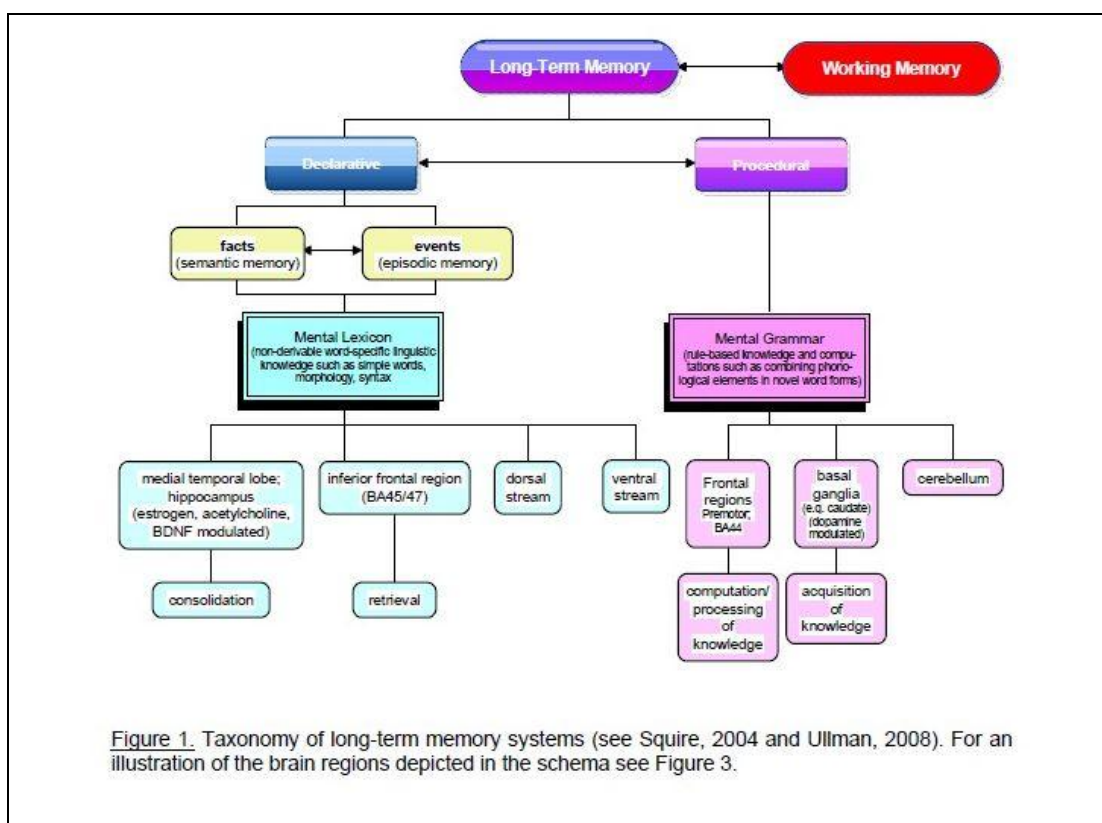 Long-Term Memory
Working Memory
Declarative
Procedural
facts
(semantic memory)
events
(episodic memory)
Mental Lexicon
(non-derivable word-specific linguistic
knowledge such as simple words,
morphology, syntax
Mental Grammar
(rule-based knowledge and compu-
tations such as combining phono-
logical elements in novel word forms)
medial temporal lobe;
hippocampus
(estrogen, acetylcholine,
BDNF modulated)
inferior frontal region
(BA45/47)
dorsal
stream
ventral
stream
Frontal
regions
Premotor;
BA44
basal
ganglia
(e.g. caudate)
(dopamine
modulated)
cerebellum
consolidation
retrieval
computation/
processing
of
knowledge
acquisition
of
knowledge
Figure 1. Taxonomy of long-term memory systems (see Squire, 2004 and Ullman, 2008). For an
illustration of the brain regions depicted in the schema see Figure 3.